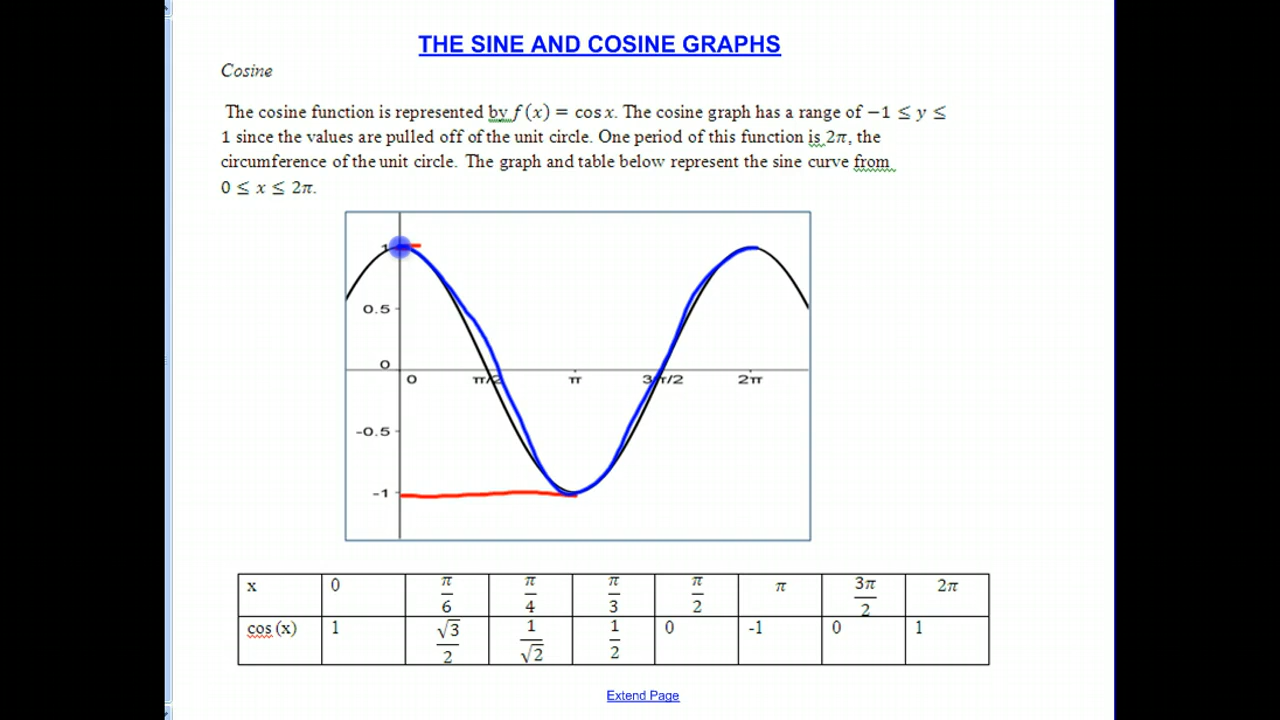 THE SINE AND COSINE GRAPHS
Cosine
The cosine function is represented by f(x) = cos x. The cosine graph has a range of −1 ≤ y ≤
1 since the values are pulled off of the unit circle. One period of this function is 2π, the
circumference of the unit circle. The graph and table below represent the sine curve from
0 ≤ x ≤ 2π.
1
0.5
0
0 π/2 π 3π/2 2π
-0.5
-1
x 0 π/6 π/4 π/3 π/2 π 3π/2 2π
cos (x) 1 √3/2 1/√2 1/2 0 -1 0 1
Extend Page